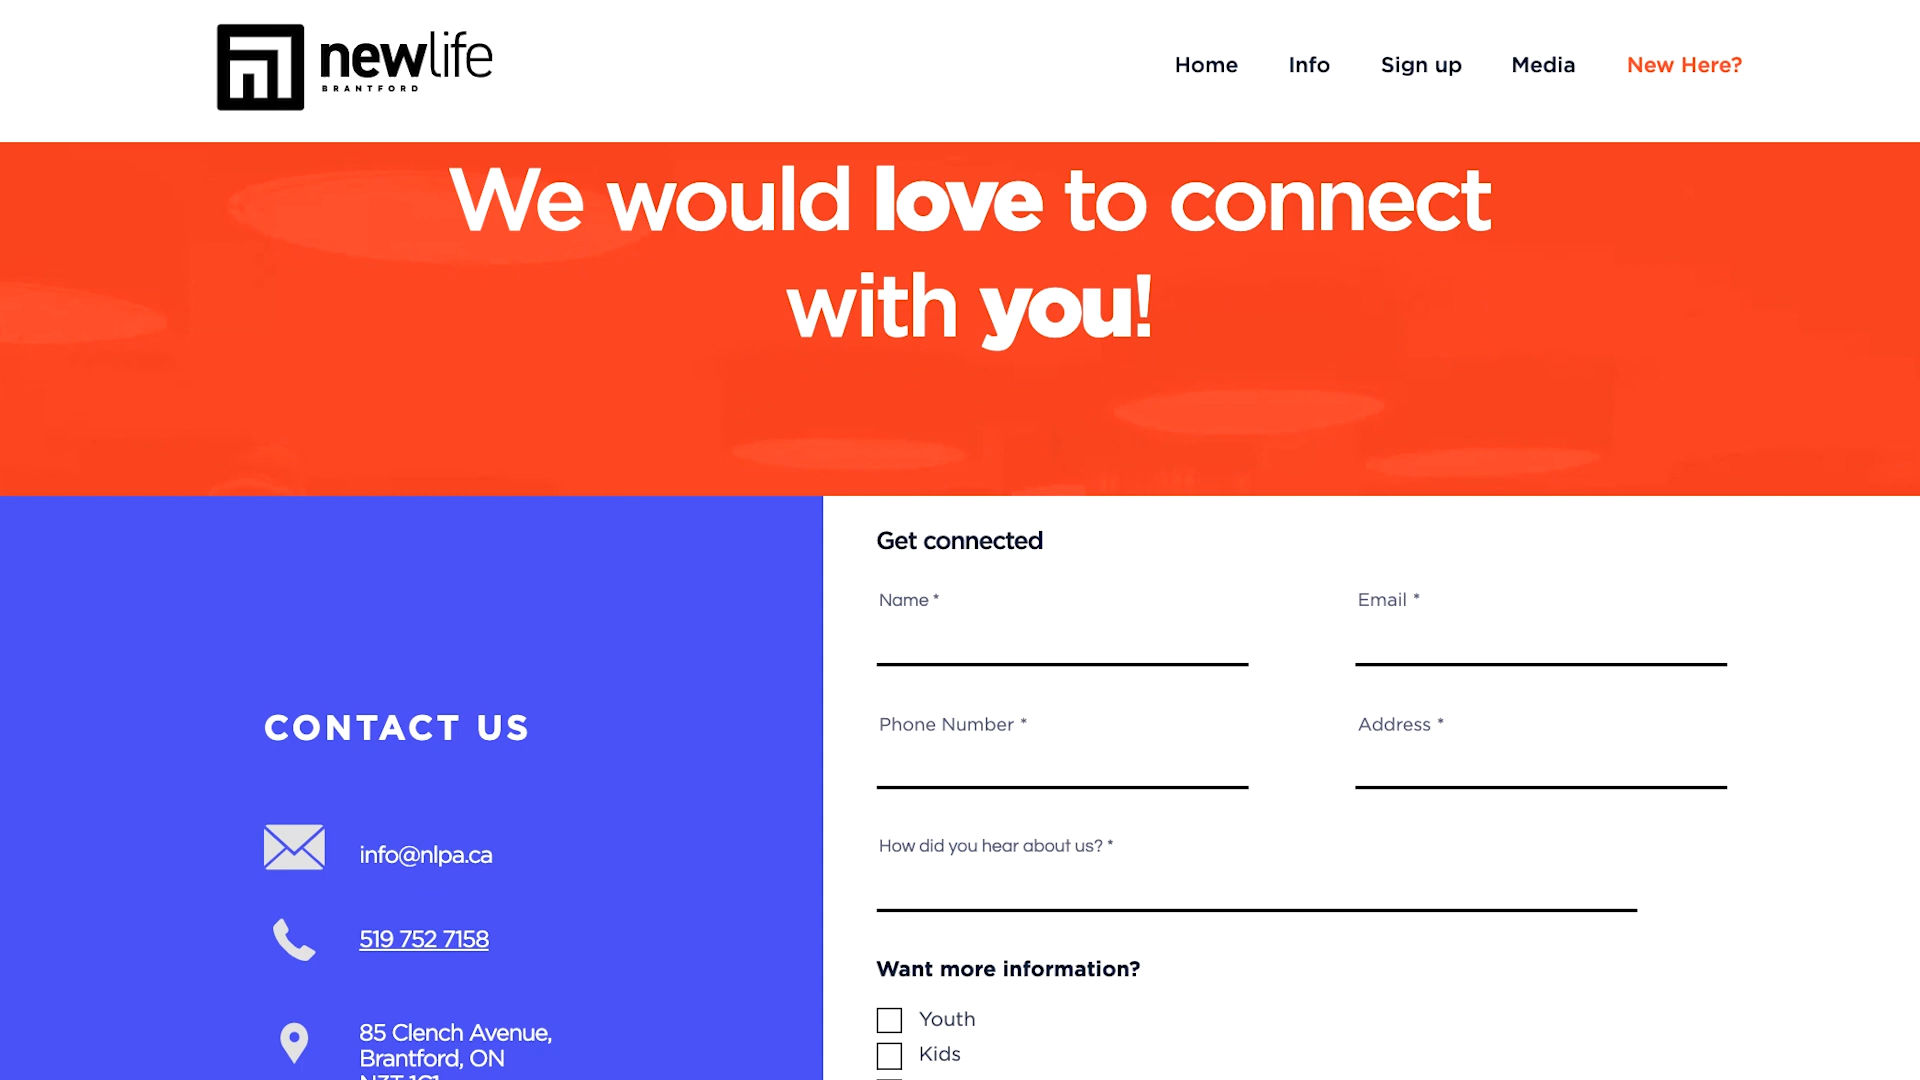 newlife
BRANTFORD
Home Info Sign up Media New Here?
We would love to connect
with you!
CONTACT US
info@nlpa.ca
519 752 7158
85 Clench Avenue,
Brantford, ON
Get connected
Name * Email *
Phone Number * Address *
How did you hear about us? *
Want more information?
Youth
Kids